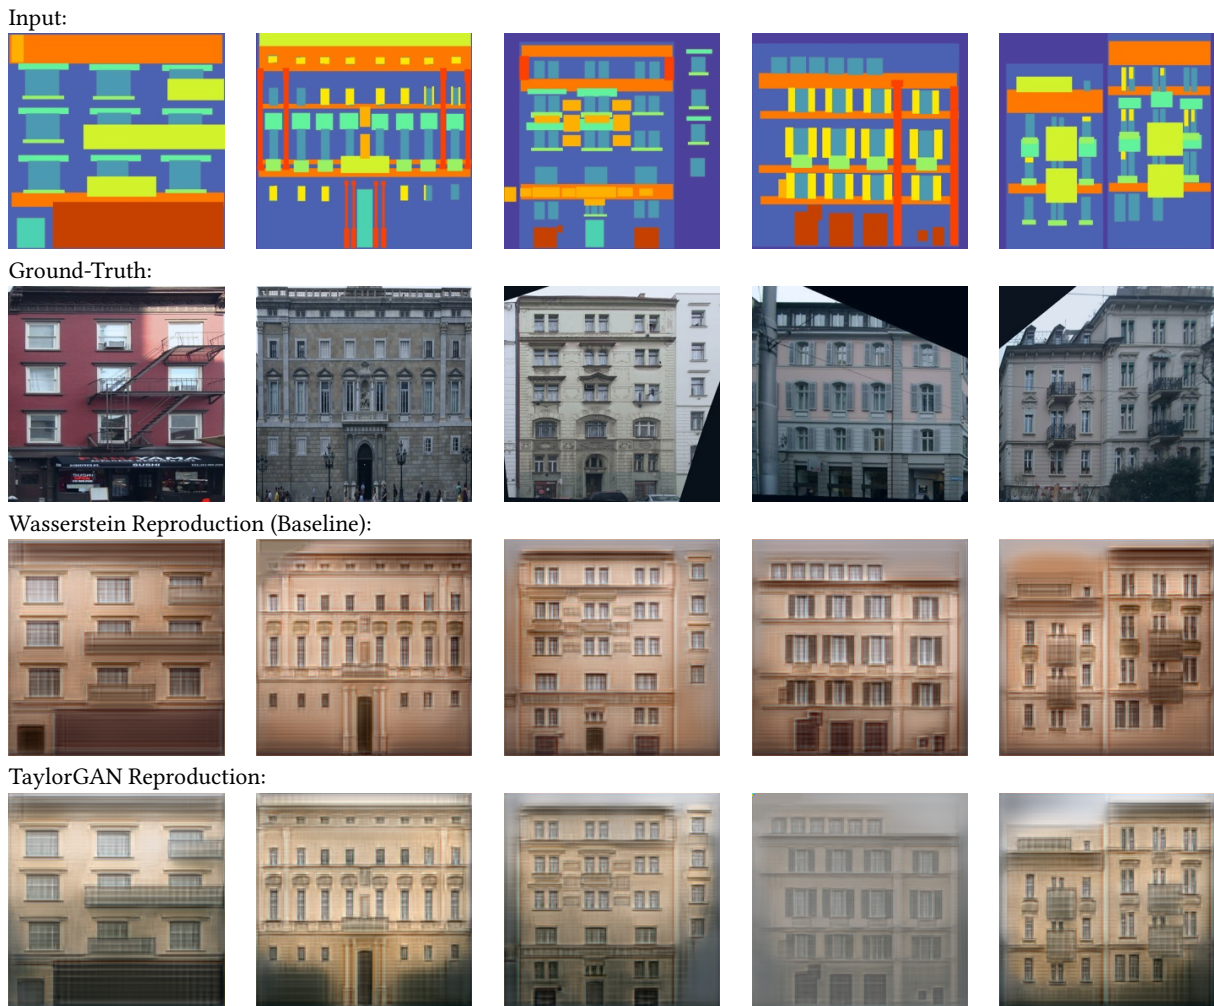 Input:
Ground-Truth:
SUSHI
Wasserstein Reproduction (Baseline):
TaylorGAN Reproduction: